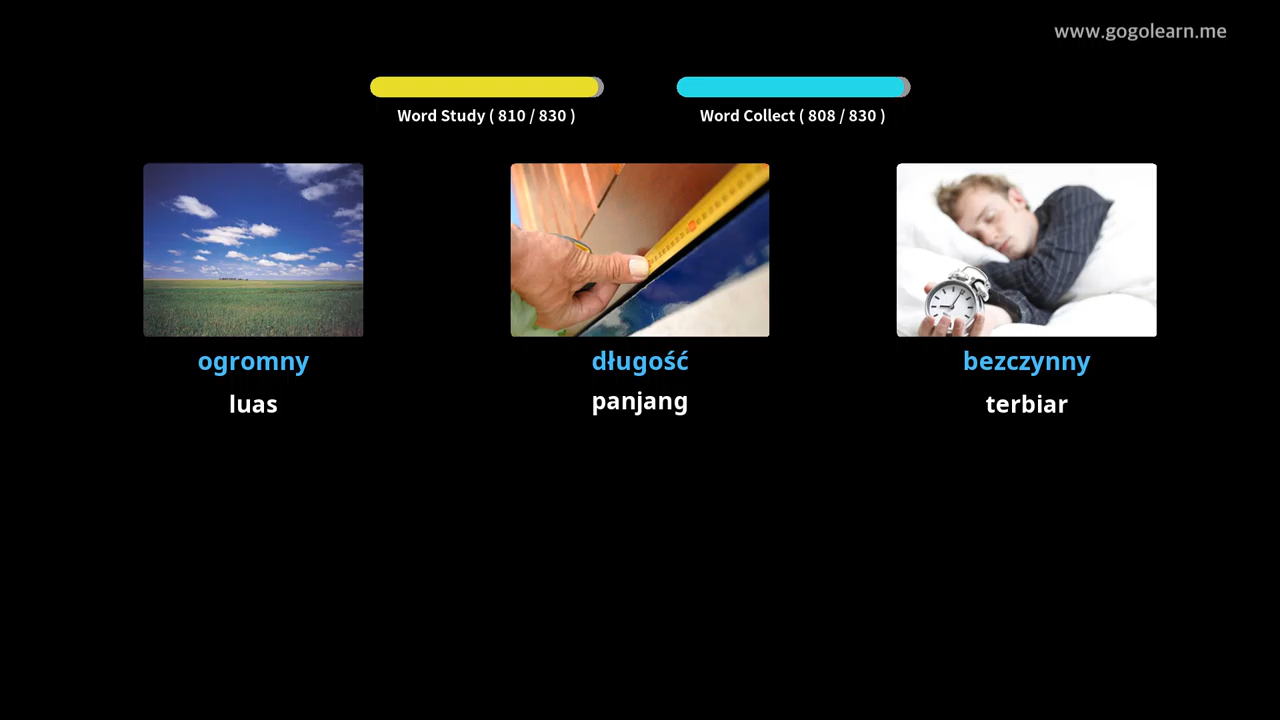 www.gogolearn.me
Word Study ( 810 / 830 )
Word Collect ( 808 / 830 )
ogromny
długość
bezczynny
luas
panjang
terbiar